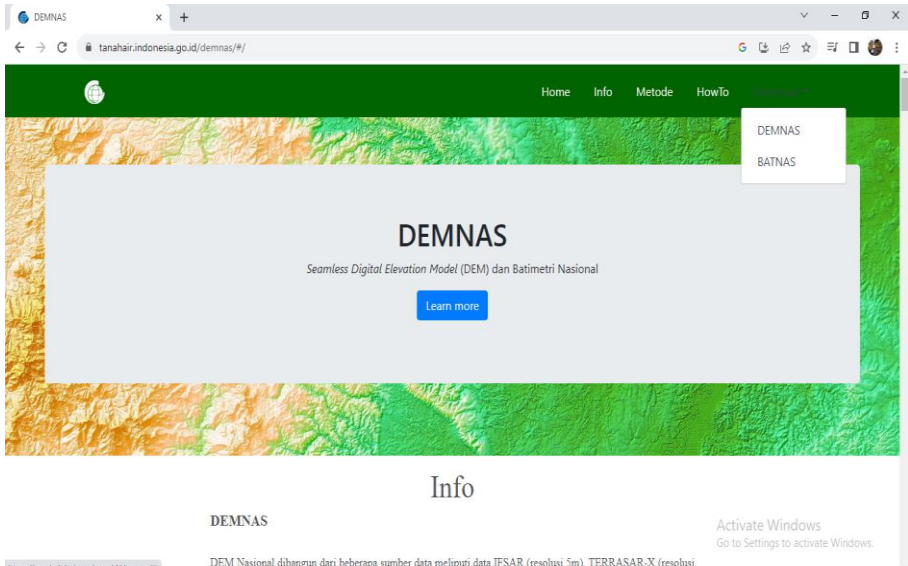 DEMNAS
tanahair.indonesia.go.id/demnas/#/
Home Info Metode HowTo
DEMNAS
BATNAS
DEMNAS
Seamless Digital Elevation Model (DEM) dan Batimetri Nasional
Learn more
Info
DEMNAS
DEM Nasional dibangun dari beberapa sumber data meliputi data IFSAR (resolusi 5m), TERRASAR-X (resolusi
Activate Windows
Go to Settings to activate Windows.